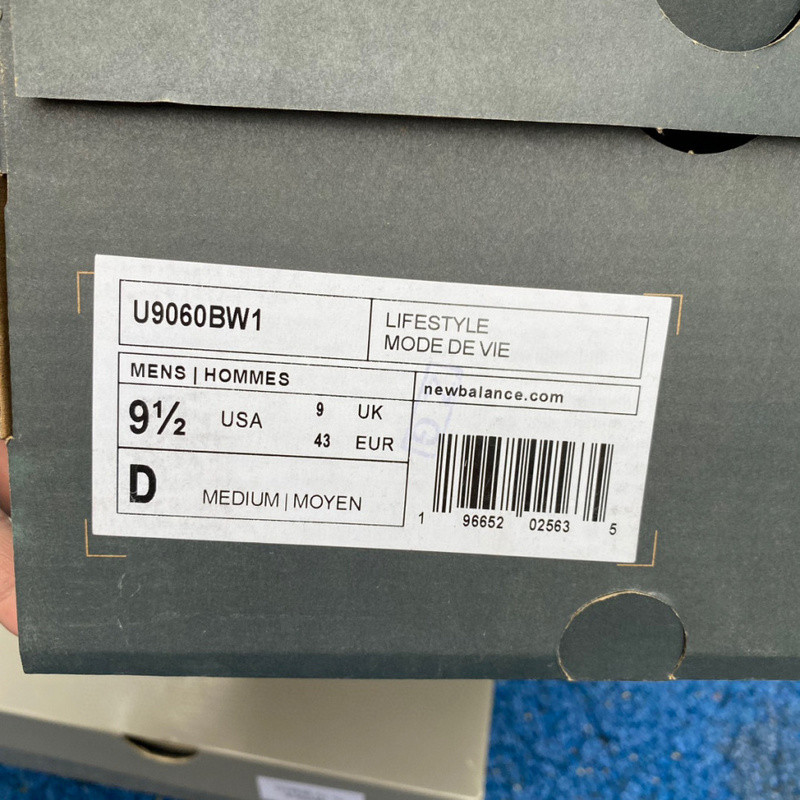 U9060BW1
LIFESTYLE
MODE DE VIE
MENS | HOMMES
newbalance.com
9½ USA 9 UK
43 EUR
D MEDIUM | MOYEN
1 96652 02563 5